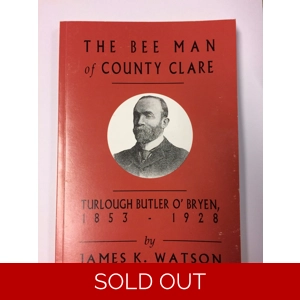 THE BEE MAN
of COUNTY CLARE
TURLOUGH BUTLER O' BRYEN,
1853 - 1928
by
JAMES K. WATSON
SOLD OUT